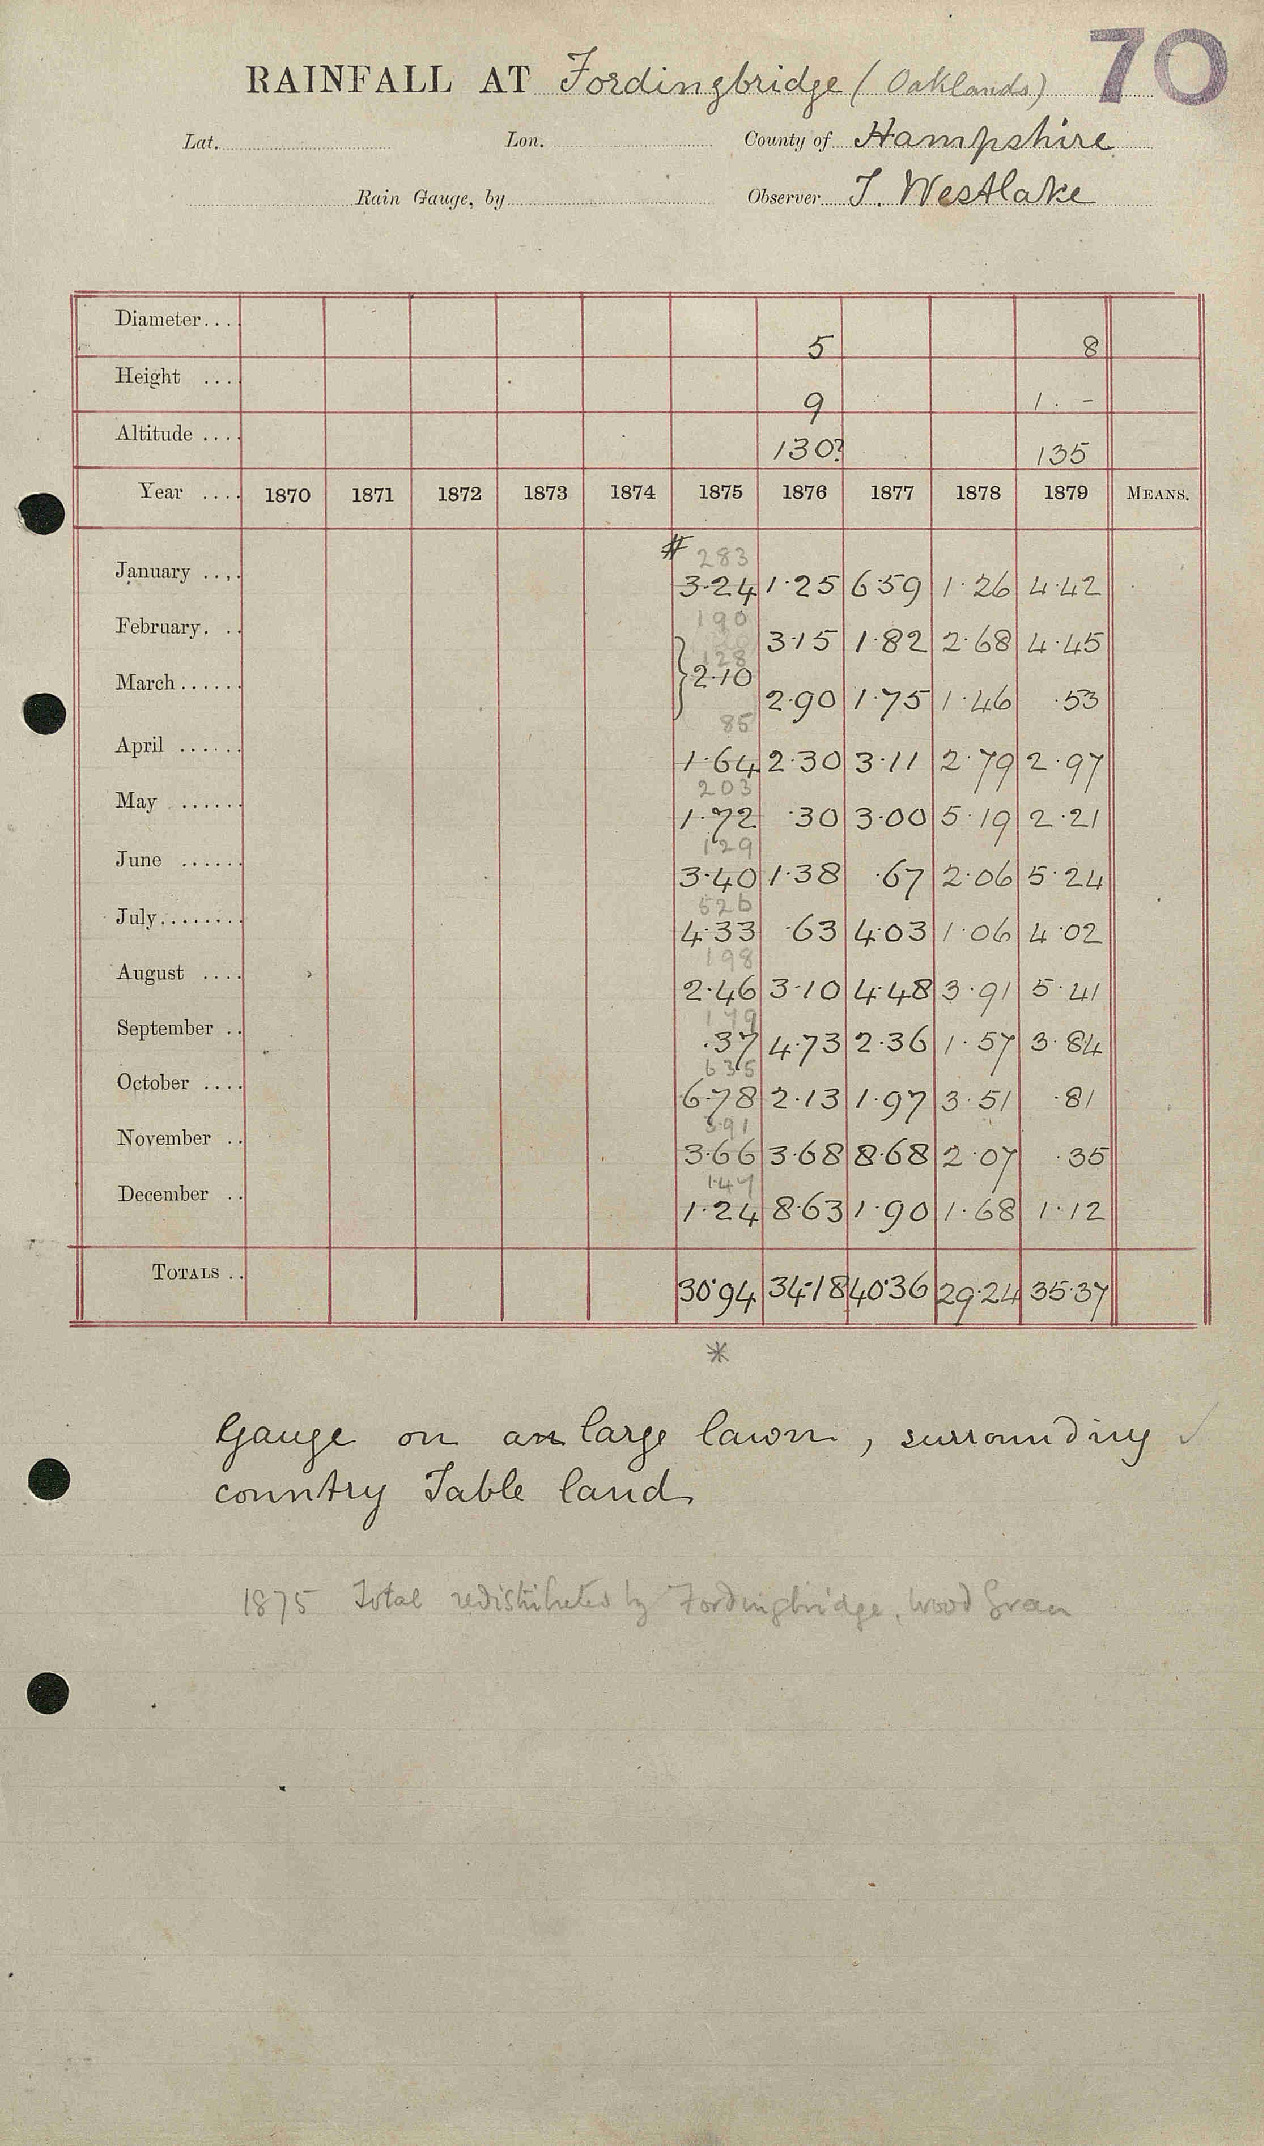 70
RAINFALL AT Fordingbridge (Oaklands)
Lat. Lon. County of Hampshire
Rain Gauge, by Observer T. Westlake
Diameter.... 5 8
Height .... 9 1 . -
Altitude .... 130? 135
Year .... 1870 1871 1872 1873 1874 1875 1876 1877 1878 1879 MEANS.
# 283
January .... 3.24 1.25 6.59 1.26 4.42
190
February. .. 3.15 1.82 2.68 4.45
128
} 2.10
March...... 2.90 1.75 1.46 .53
85
April ...... 1.64 2.30 3.11 2.79 2.97
203
May ...... 1.72 .30 3.00 5.19 2.21
129
June ...... 3.40 1.38 .67 2.06 5.24
526
July........ 4.33 .63 4.03 1.06 4.02
198
August .... 2.46 3.10 4.48 3.91 5.41
179
September .. .37 4.73 2.36 1.57 3.84
635
October .... 6.78 2.13 1.97 3.51 .81
391
November .. 3.66 3.68 8.68 2.07 .35
147
December .. 1.24 8.63 1.90 1.68 1.12
TOTALS .. 30.94 34.18 40.36 29.24 35.37
*
Gauge on an large lawn, surrounding
country Table land
1875 Total redistributed by Fordingbridge, Wood Green